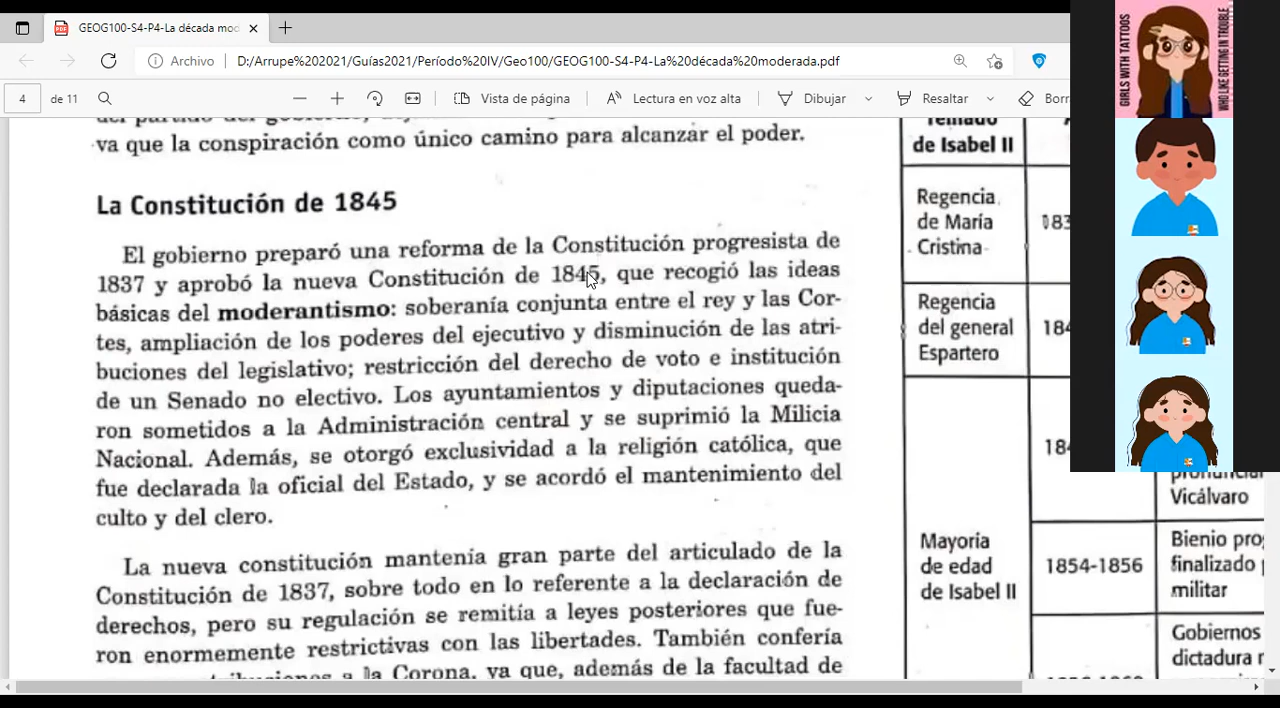 GEOG100-S4-P4-La década mod
Archivo
D:/Arrupe%202021/Guías2021/Período%20IV/Geo100/GEOG100-S4-P4-La%20década%20moderada.pdf
4 de 11
Vista de página
Lectura en voz alta
Dibujar
Resaltar
Borr
va que la conspiración como único camino para alcanzar el poder.
La Constitución de 1845
El gobierno preparó una reforma de la Constitución progresista de
1837 y aprobó la nueva Constitución de 1845, que recogió las ideas
básicas del moderantismo: soberanía conjunta entre el rey y las Cor-
tes, ampliación de los poderes del ejecutivo y disminución de las atri-
buciones del legislativo; restricción del derecho de voto e institución
de un Senado no electivo. Los ayuntamientos y diputaciones queda-
ron sometidos a la Administración central y se suprimió la Milicia
Nacional. Además, se otorgó exclusividad a la religión católica, que
fue declarada la oficial del Estado, y se acordó el mantenimiento del
culto y del clero.
La nueva constitución mantenía gran parte del articulado de la
Constitución de 1837, sobre todo en lo referente a la declaración de
derechos, pero su regulación se remitía a leyes posteriores que fue-
ron enormemente restrictivas con las libertades. También confería
a la Corona, ya que, además de la facultad de
Reinado
de Isabel II
Regencia
de María
Cristina
183
Regencia
del general
Espartero
184
184
Vicálvaro
Mayoría
de edad
de Isabel II
1854-1856
Bienio pro
finalizado
militar
Gobiernos
dictadura
GIRLS WITH TATTOOS
WHO LIKE GETTING IN TROUBLE